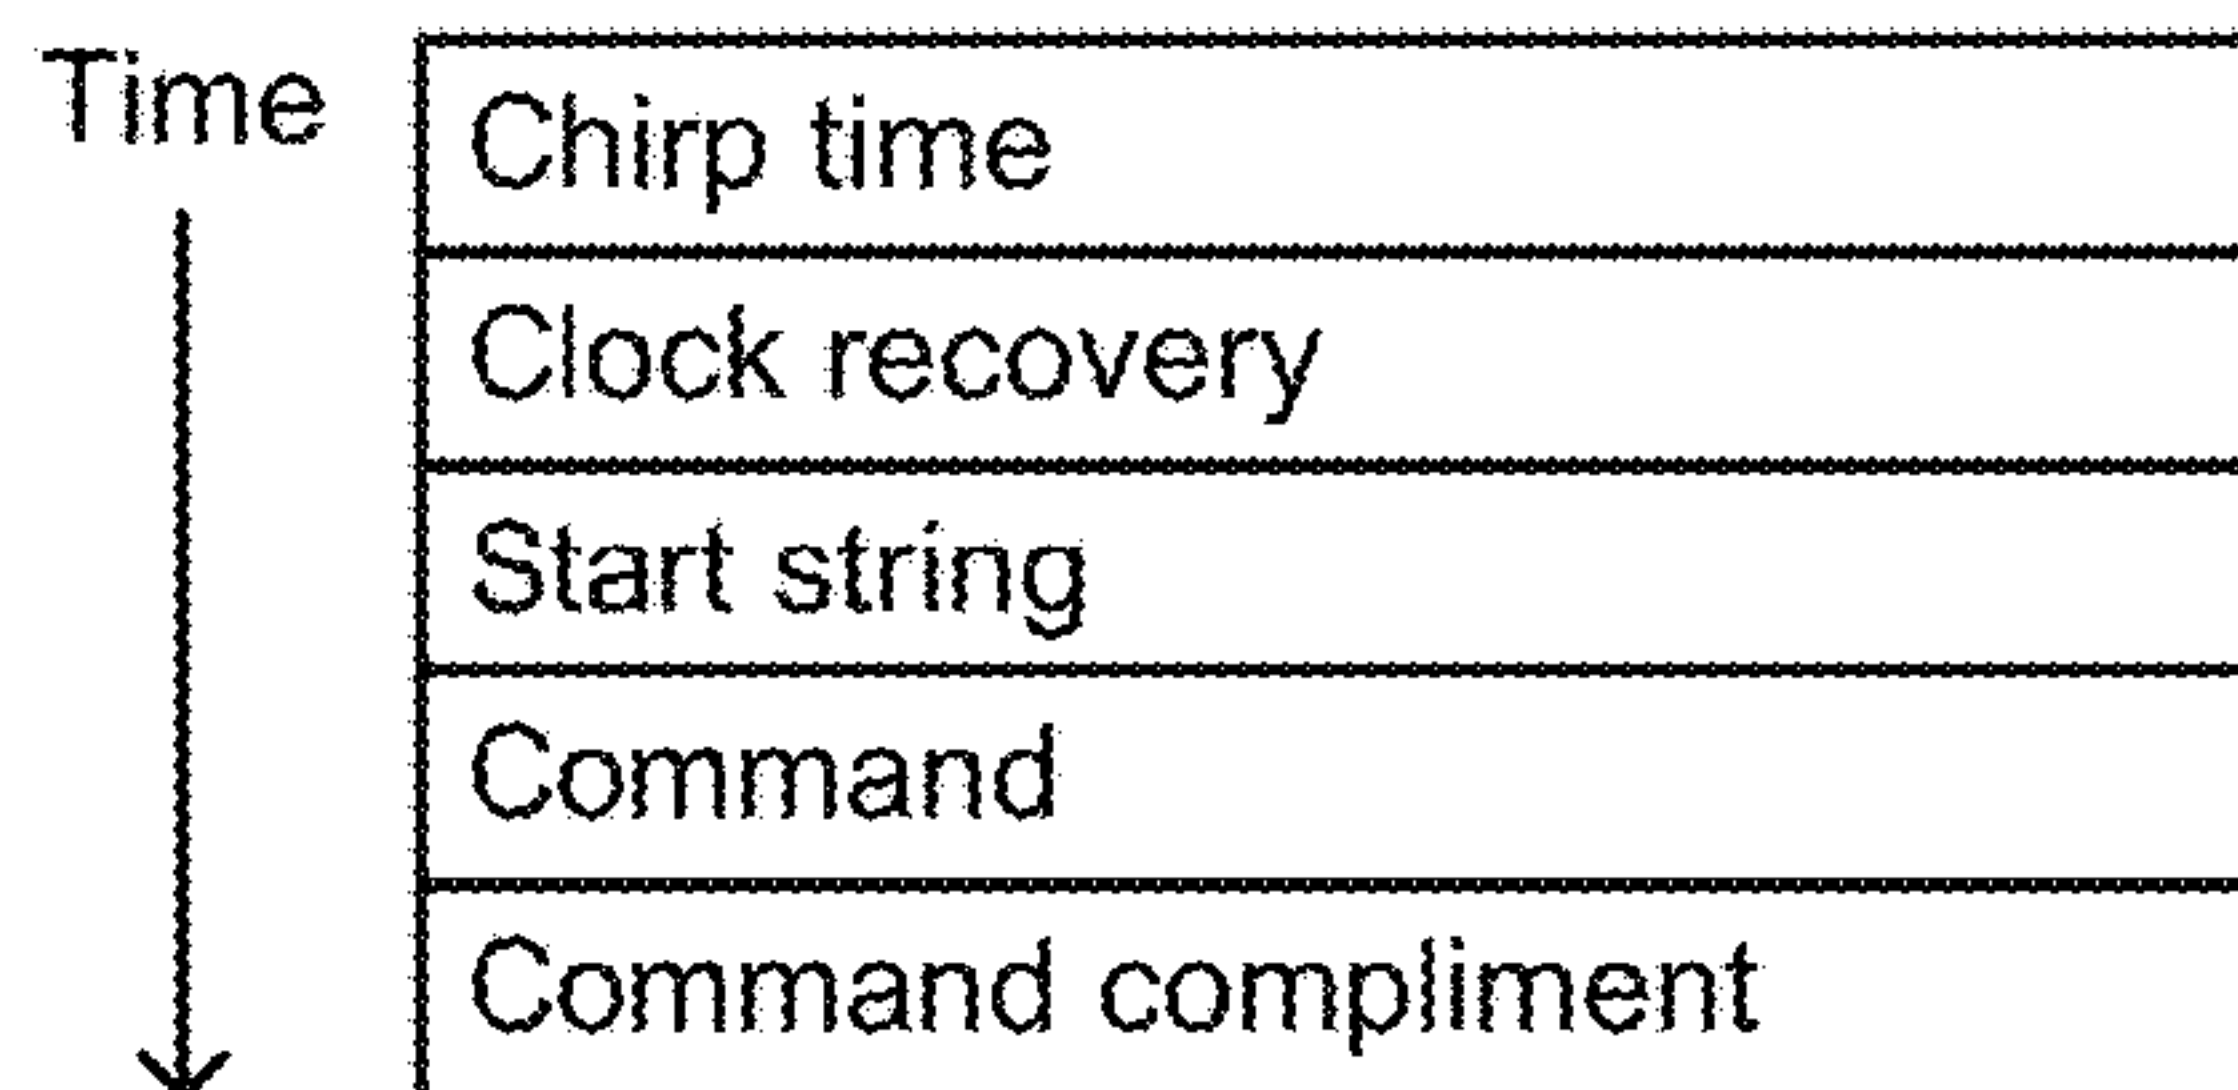 Time
Chirp time
Clock recovery
Start string
Command
Command compliment